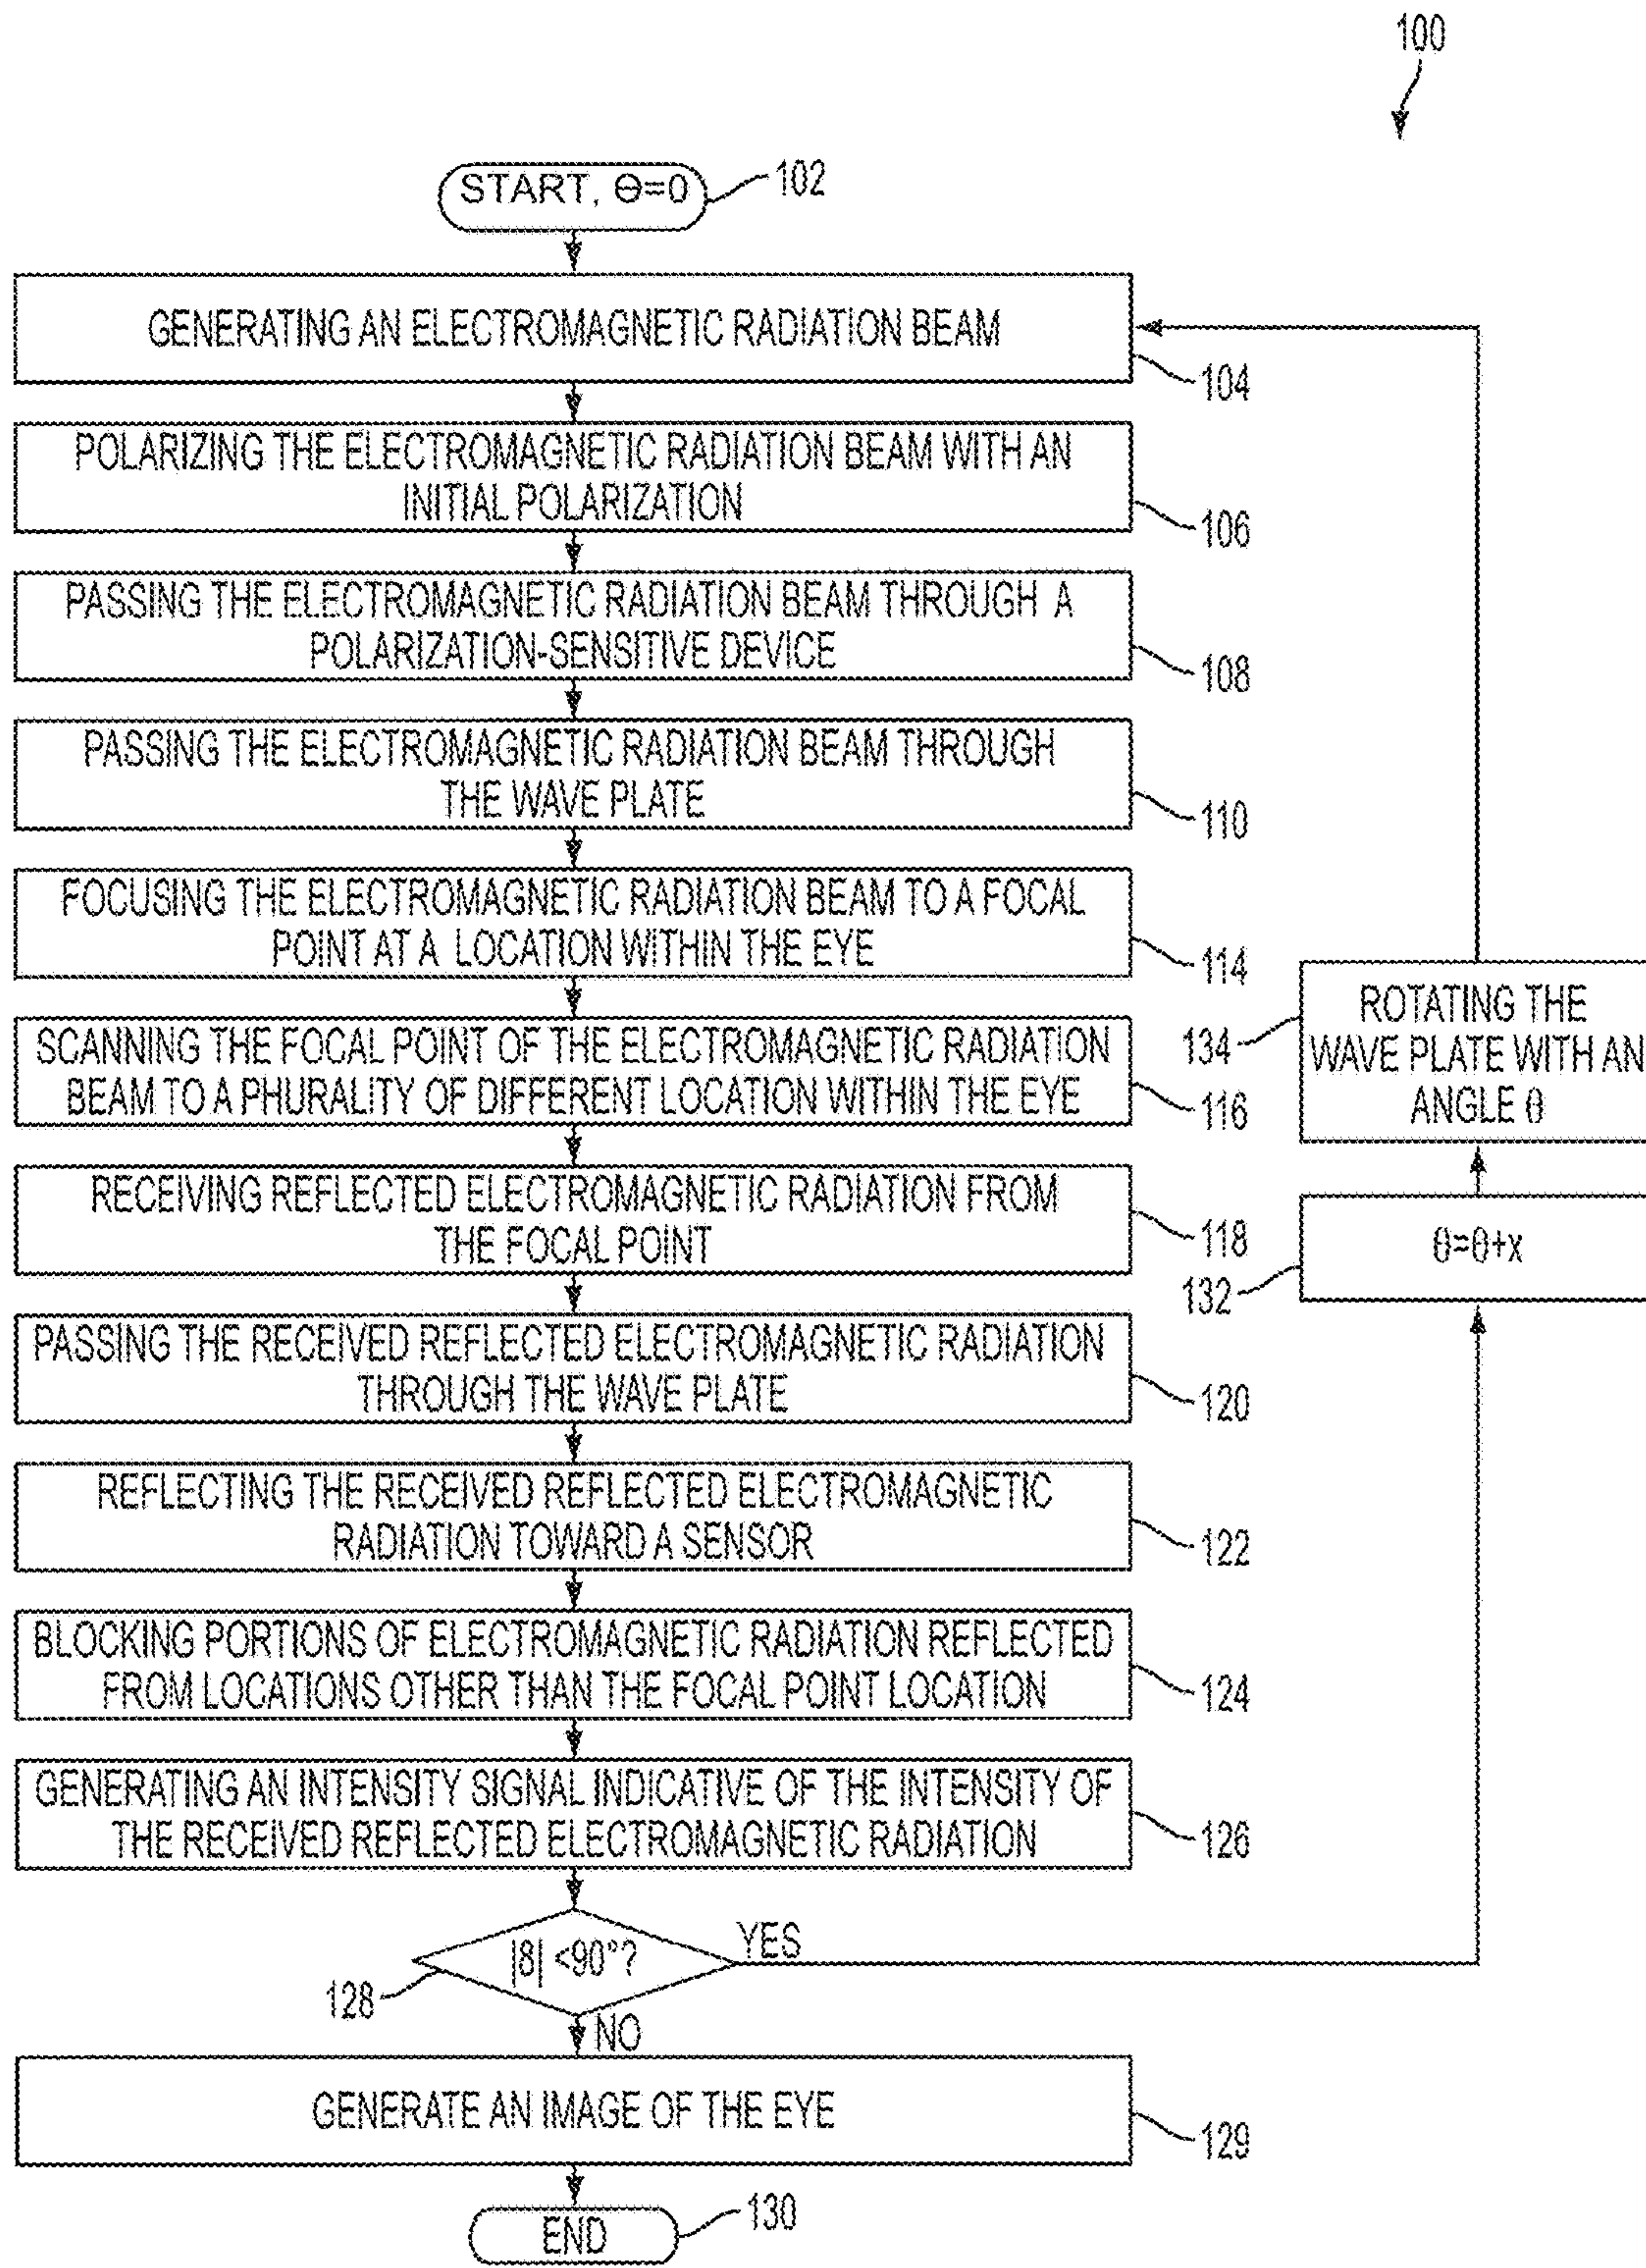 100
START, Θ=0
102
GENERATING AN ELECTROMAGNETIC RADIATION BEAM
104
POLARIZING THE ELECTROMAGNETIC RADIATION BEAM WITH AN
INITIAL POLARIZATION
106
PASSING THE ELECTROMAGNETIC RADIATION BEAM THROUGH A
POLARIZATION-SENSITIVE DEVICE
108
PASSING THE ELECTROMAGNETIC RADIATION BEAM THROUGH
THE WAVE PLATE
110
FOCUSING THE ELECTROMAGNETIC RADIATION BEAM TO A FOCAL
POINT AT A LOCATION WITHIN THE EYE
114
SCANNING THE FOCAL POINT OF THE ELECTROMAGNETIC RADIATION
BEAM TO A PHURALITY OF DIFFERENT LOCATION WITHIN THE EYE
116
RECEIVING REFLECTED ELECTROMAGNETIC RADIATION FROM
THE FOCAL POINT
118
PASSING THE RECEIVED REFLECTED ELECTROMAGNETIC RADIATION
THROUGH THE WAVE PLATE
120
REFLECTING THE RECEIVED REFLECTED ELECTROMAGNETIC
RADIATION TOWARD A SENSOR
122
BLOCKING PORTIONS OF ELECTROMAGNETIC RADIATION REFLECTED
FROM LOCATIONS OTHER THAN THE FOCAL POINT LOCATION
124
GENERATING AN INTENSITY SIGNAL INDICATIVE OF THE INTENSITY OF
THE RECEIVED REFLECTED ELECTROMAGNETIC RADIATION
126
|8| <90°?
128
YES
NO
GENERATE AN IMAGE OF THE EYE
129
END
130
ROTATING THE
WAVE PLATE WITH AN
ANGLE θ
134
θ=θ+x
132